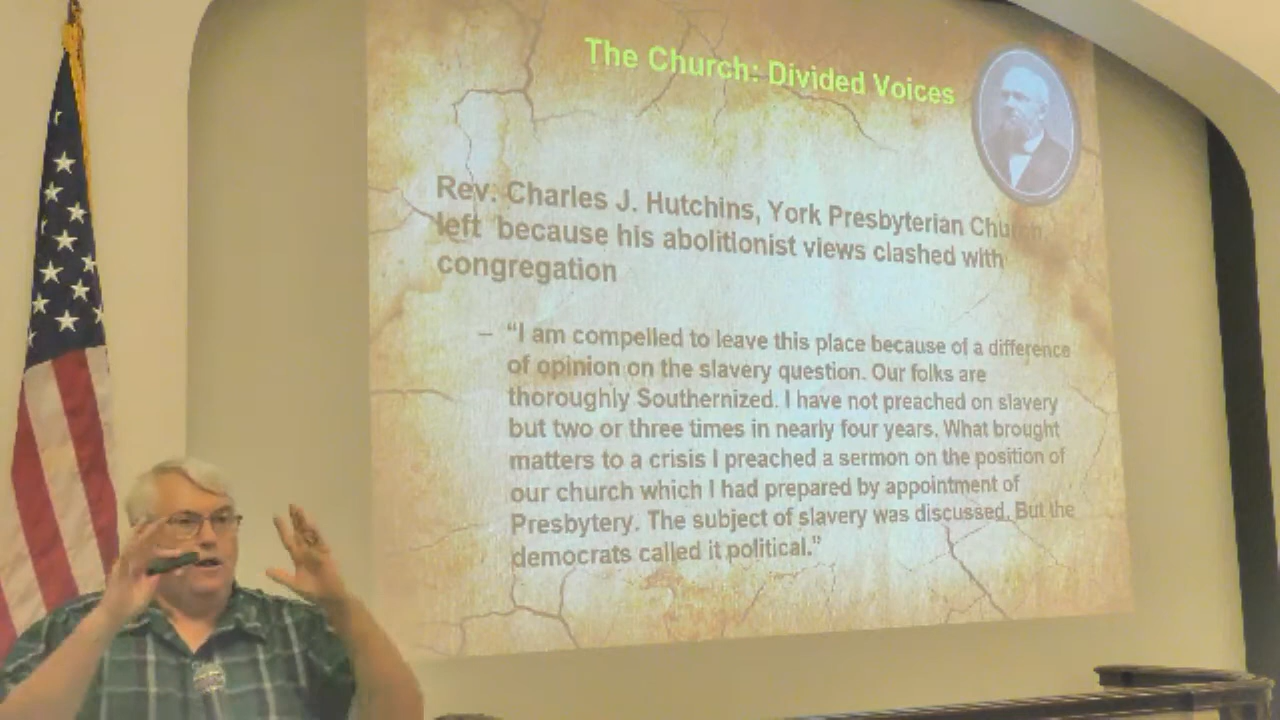 The Church: Divided Voices
Rev. Charles J. Hutchins, York Presbyterian Church
left because his abolitionist views clashed with
congregation
– “I am compelled to leave this place because of a difference
of opinion on the slavery question. Our folks are
thoroughly Southernized. I have not preached on slavery
but two or three times in nearly four years. What brought
matters to a crisis I preached a sermon on the position of
our church which I had prepared by appointment of
Presbytery. The subject of slavery was discussed. But the
democrats called it political.”